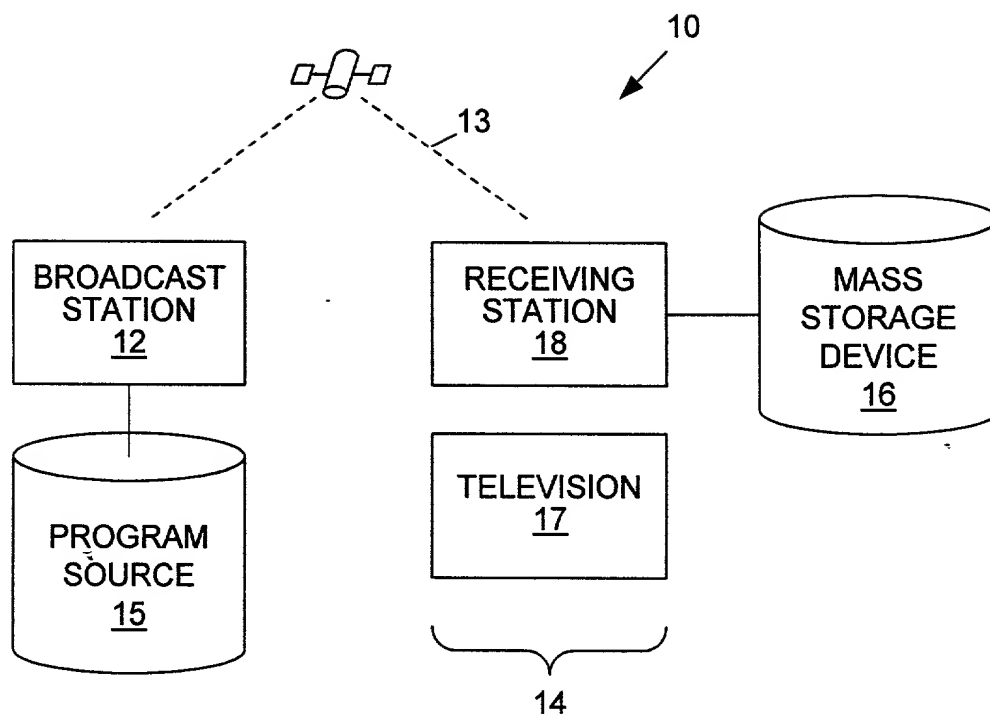 10
13
BROADCAST
STATION
12
RECEIVING
STATION
18
MASS
STORAGE
DEVICE
16
PROGRAM
SOURCE
15
TELEVISION
17
14